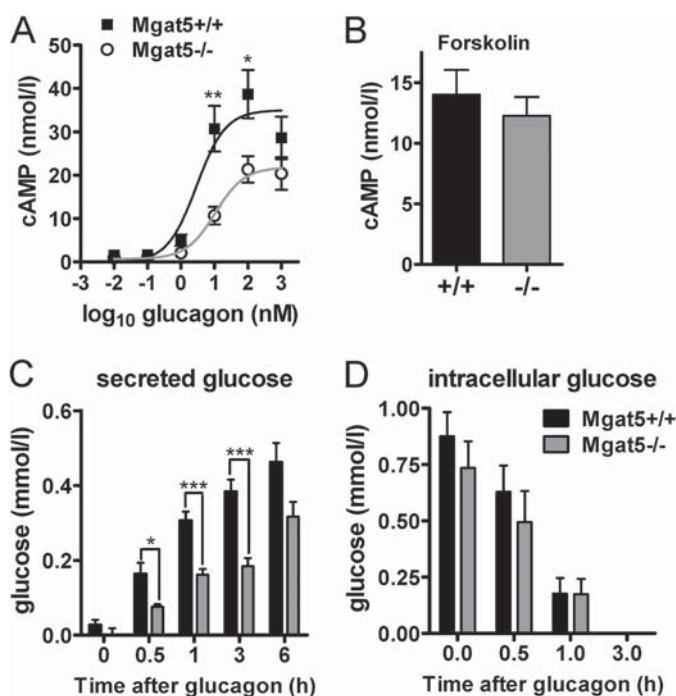 A
Mgat5+/+
Mgat5-/-
cAMP (nmol/l)
50
40
30
20
10
0
**
*
-3 -2 -1 0 1 2 3
log10 glucagon (nM)
B
Forskolin
cAMP (nmol/l)
15
10
5
0
+/+ -/-
C secreted glucose
glucose (mmol/l)
0.6
0.4
0.2
0.0
* *** ***
0 0.5 1 3 6
Time after glucagon (h)
D intracellular glucose
Mgat5+/+
Mgat5-/-
glucose (mmol/l)
1.00
0.75
0.50
0.25
0.00
0.0 0.5 1.0 3.0
Time after glucagon (h)